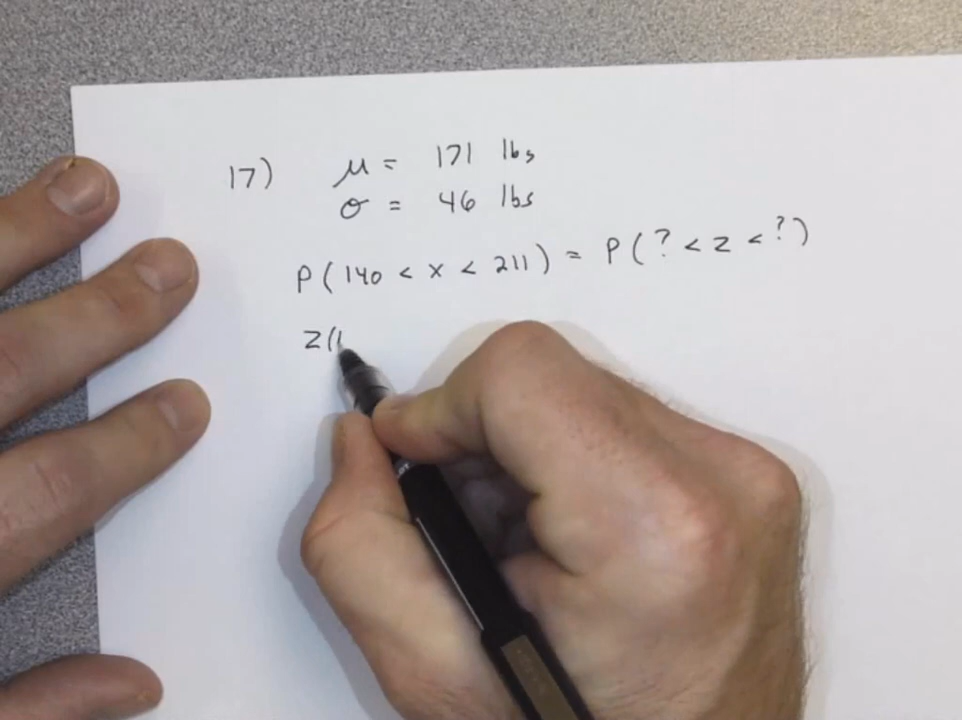 17) μ = 171 lbs
σ = 46 lbs
P(140 < x < 211) = P(? < z < ?)
z(1